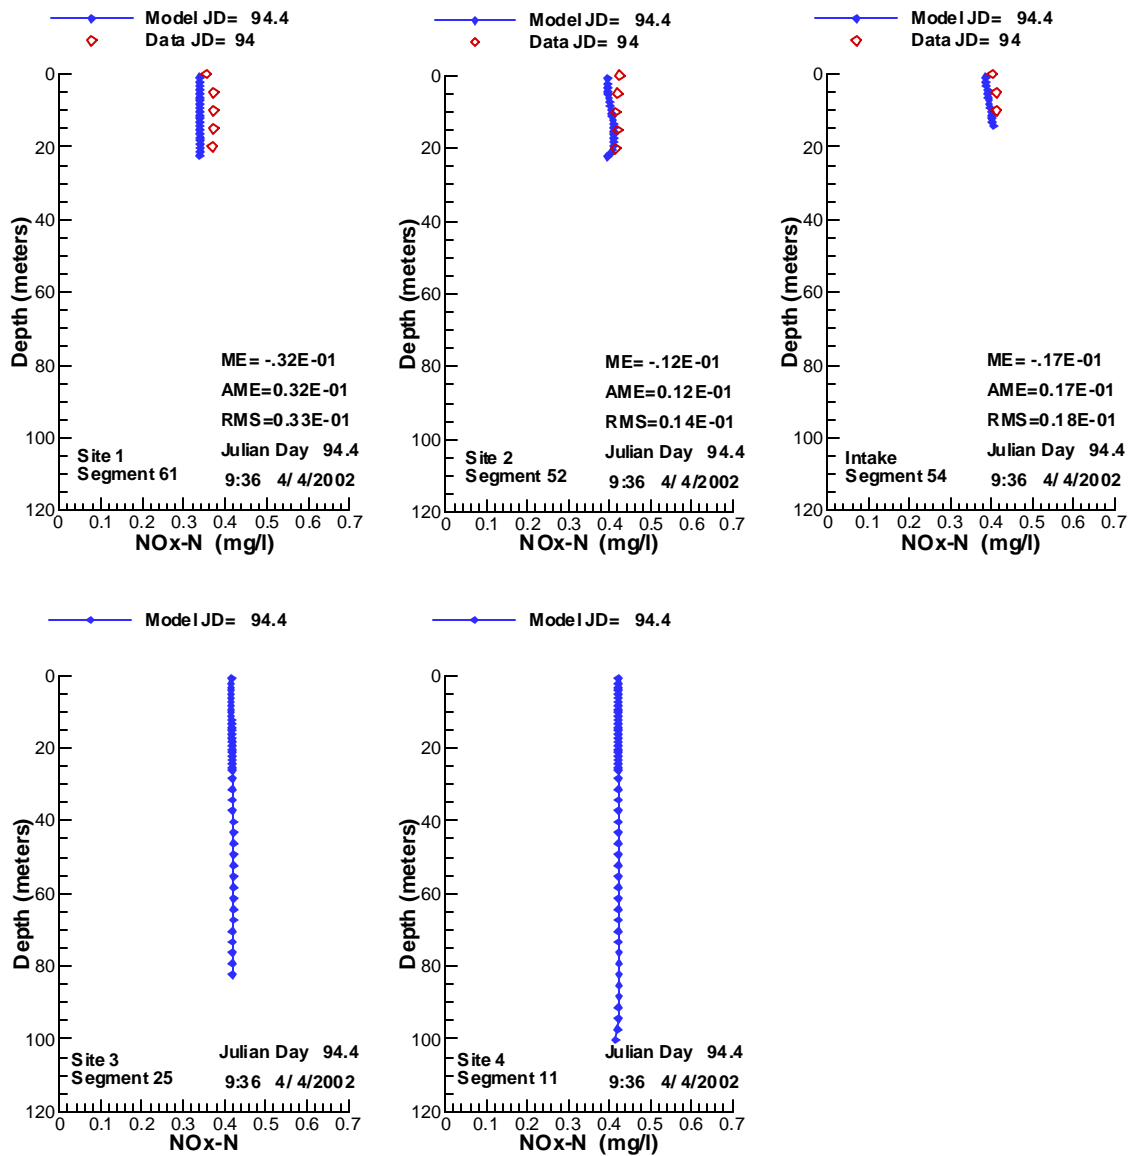 Model JD= 94.4
Data JD= 94
0
20
40
60
80
100
120
Depth (meters)
ME= -.32E-01
AME=0.32E-01
RMS=0.33E-01
Julian Day 94.4
9:36 4/ 4/2002
Site 1
Segment 61
0 0.1 0.2 0.3 0.4 0.5 0.6 0.7
NOx-N (mg/l)
Model JD= 94.4
Data JD= 94
0
20
40
60
80
100
120
Depth (meters)
ME= -.12E-01
AME=0.12E-01
RMS=0.14E-01
Julian Day 94.4
9:36 4/ 4/2002
Site 2
Segment 52
0 0.1 0.2 0.3 0.4 0.5 0.6 0.7
NOx-N (mg/l)
Model JD= 94.4
Data JD= 94
0
20
40
60
80
100
120
Depth (meters)
ME= -.17E-01
AME=0.17E-01
RMS=0.18E-01
Julian Day 94.4
9:36 4/ 4/2002
Intake
Segment 54
0 0.1 0.2 0.3 0.4 0.5 0.6 0.7
NOx-N (mg/l)
Model JD= 94.4
0
20
40
60
80
100
120
Depth (meters)
Julian Day 94.4
9:36 4/ 4/2002
Site 3
Segment 25
0 0.1 0.2 0.3 0.4 0.5 0.6 0.7
NOx-N
Model JD= 94.4
0
20
40
60
80
100
120
Depth (meters)
Julian Day 94.4
9:36 4/ 4/2002
Site 4
Segment 11
0 0.1 0.2 0.3 0.4 0.5 0.6 0.7
NOx-N (mg/l)